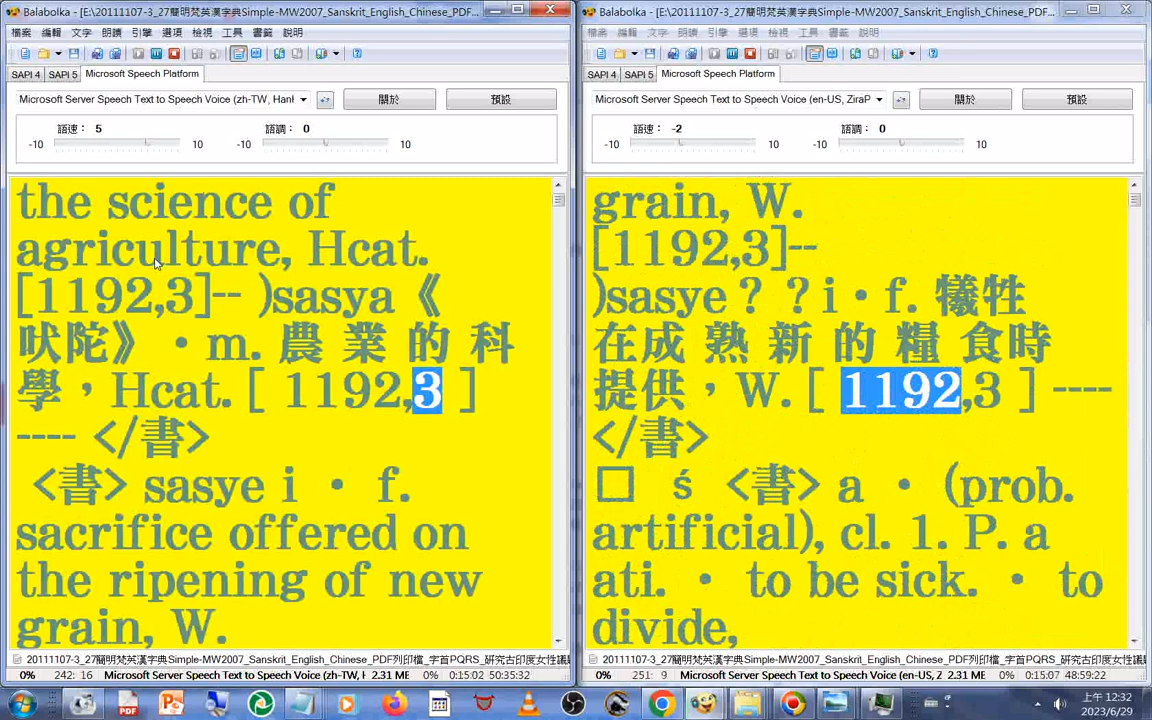 Balabolka - [E:\20111107-3_27簡明梵英漢字典Simple-MW2007_Sanskrit_English_Chinese_PDF...
檔案 編輯 文字 朗讀 引擎 選項 檢視 工具 書籤 說明
SAPI 4 SAPI 5 Microsoft Speech Platform
Microsoft Server Speech Text to Speech Voice (zh-TW, Hanl
關於 預設
語速： 5 語調： 0
-10 10 -10 10
the science of
agriculture, Hcat.
[1192,3]-- )sasya《
吠陀》・m. 農 業 的 科
學，Hcat. [ 1192,3 ]
---- </書>
<書> sasye i ・ f.
sacrifice offered on
the ripening of new
grain, W.
20111107-3_27簡明梵英漢字典Simple-MW2007_Sanskrit_English_Chinese_PDF列印檔_字首PQRS_研究古印度女性議題
0% 242: 16 Microsoft Server Speech Text to Speech Voice (zh-TW, H 2.31 MB 0% 0:15:02 50:35:32
Balabolka - [E:\20111107-3_27簡明梵英漢字典Simple-MW2007_Sanskrit_English_Chinese_PDF...
檔案 編輯 文字 朗讀 引擎 選項 檢視 工具 書籤 說明
SAPI 4 SAPI 5 Microsoft Speech Platform
Microsoft Server Speech Text to Speech Voice (en-US, ZiraP
關於 預設
語速： -2 語調： 0
-10 10 -10 10
grain, W.
[1192,3]--
)sasye？？i・f. 犧牲
在成 熟 新 的 糧 食時
提供，W. [ 1192,3 ] ----
</書>
□ ś <書> a ・ (prob.
artificial), cl. 1. P. a
ati. ・ to be sick. ・ to
divide,
20111107-3_27簡明梵英漢字典Simple-MW2007_Sanskrit_English_Chinese_PDF列印檔_字首PQRS_研究古印度女性議
0% 251: 9 Microsoft Server Speech Text to Speech Voice (en-US, Z 2.31 MB 0% 0:15:07 48:59:22
PDF
上午 12:32
2023/6/29